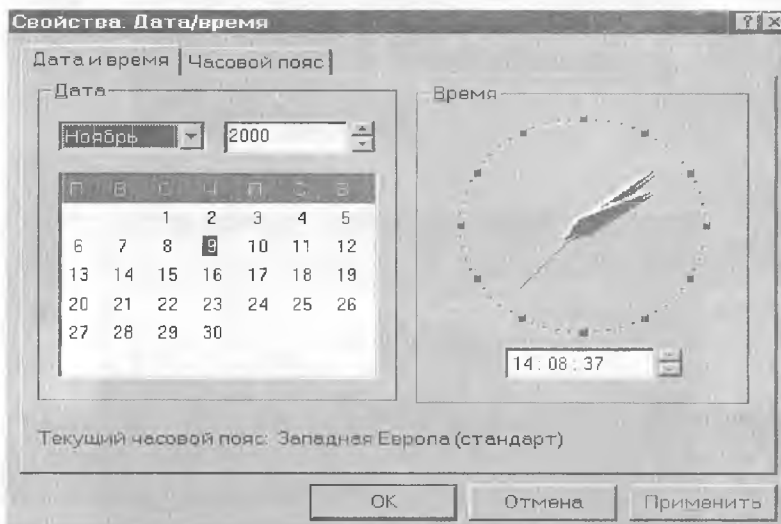 Свойства. Дата/время
Дата и время Часовой пояс
Дата
Время
Ноябрь 2000
П В С Ч П С В
1 2 3 4 5
6 7 8 9 10 11 12
13 14 15 16 17 18 19
20 21 22 23 24 25 26
27 28 29 30
14:08:37
Текущий часовой пояс: Западная Европа (стандарт)
OK Отмена Применить